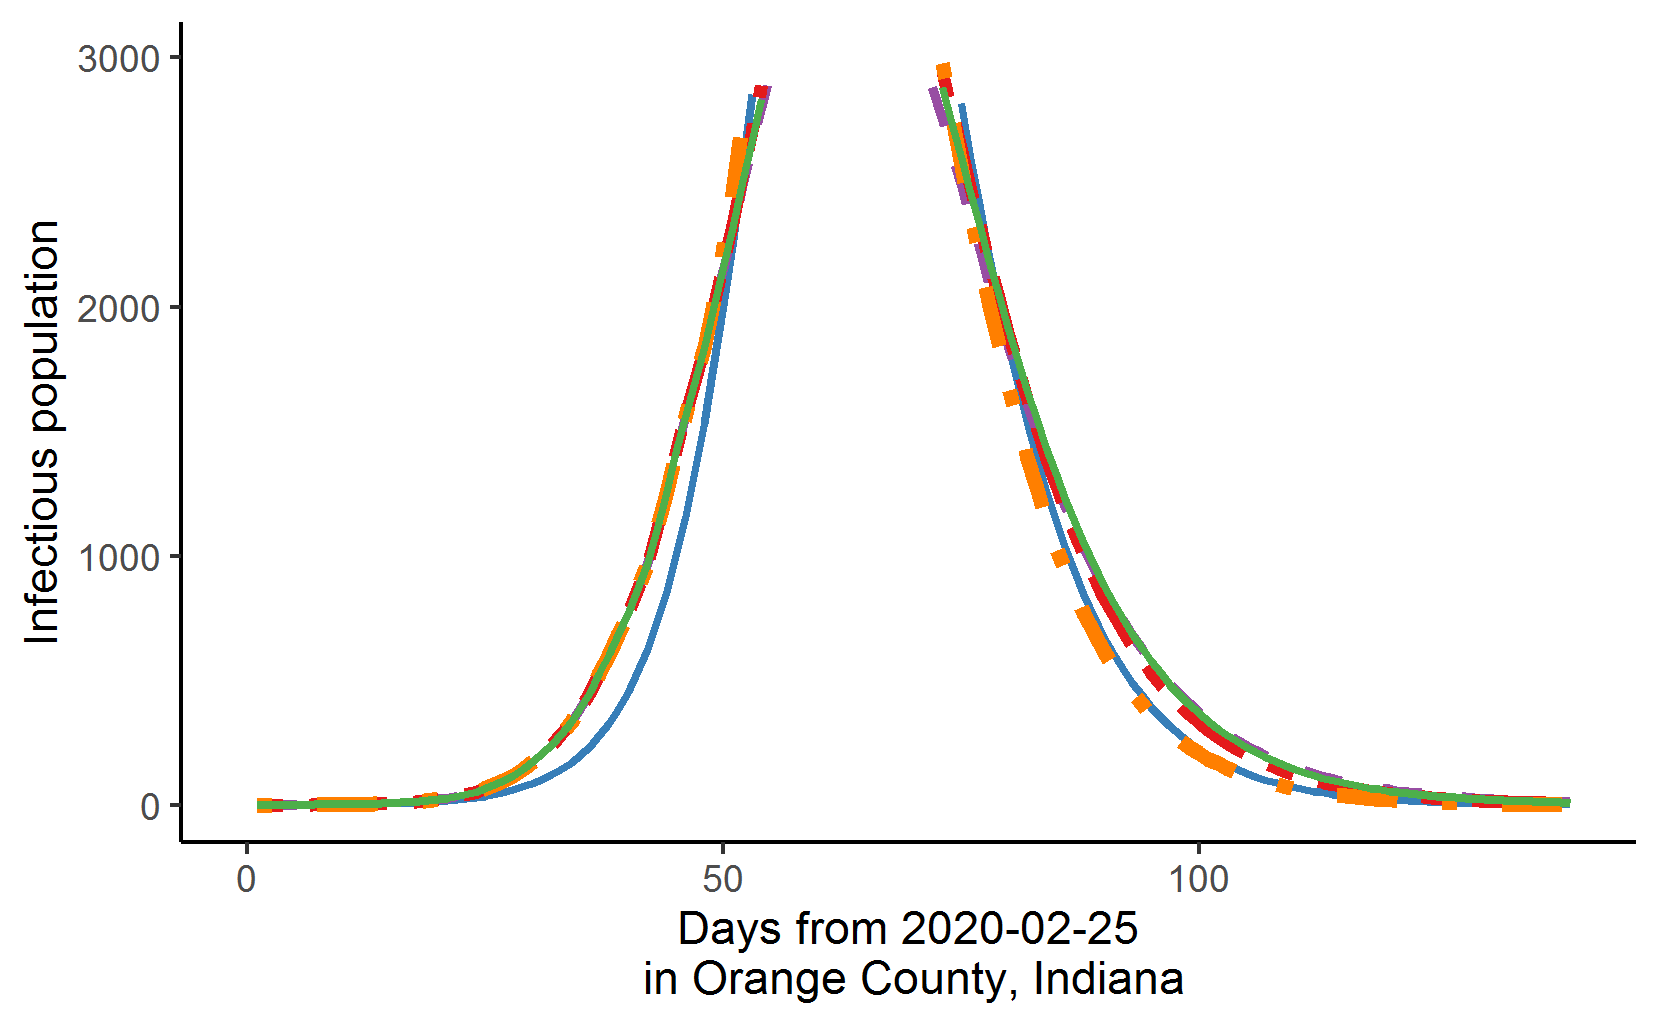 Infectious population
3000
2000
1000
0
0 50 100
Days from 2020-02-25
in Orange County, Indiana